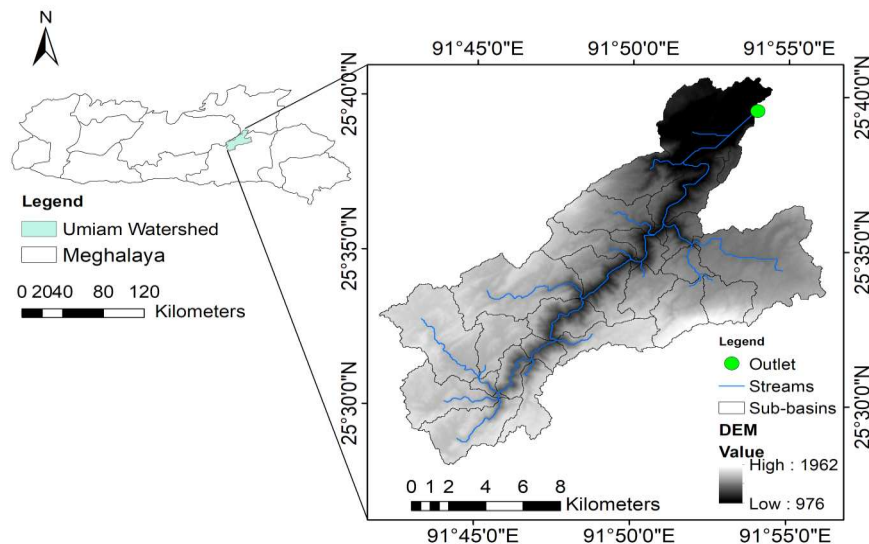 N
Legend
Umiam Watershed
Meghalaya
0 2040 80 120
Kilometers
91°45'0"E 91°50'0"E 91°55'0"E
25°40'0"N
25°35'0"N
25°30'0"N
25°40'0"N
25°35'0"N
25°30'0"N
Legend
Outlet
Streams
Sub-basins
DEM
Value
High : 1962
Low : 976
0 1 2 4 6 8
Kilometers
91°45'0"E 91°50'0"E 91°55'0"E